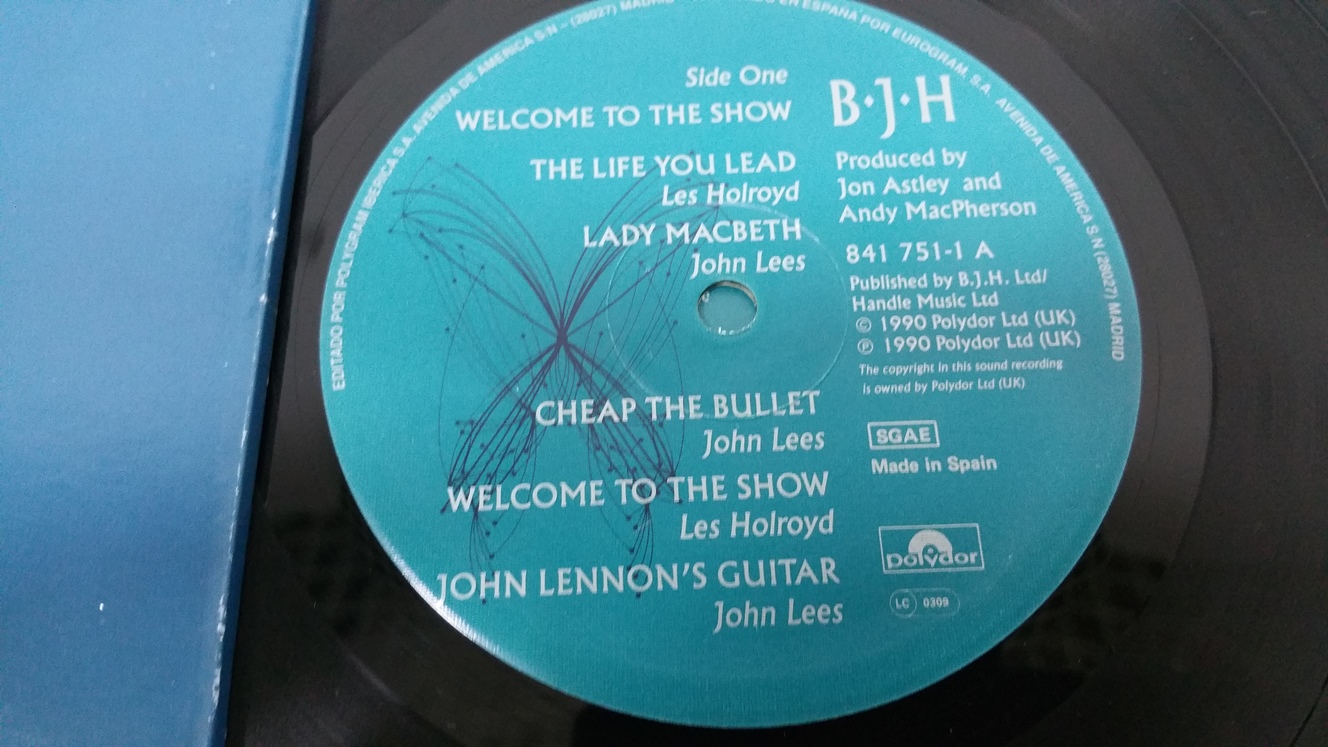 EDITADO POR POLYGRAM IBERICA S.A. AVENIDA DE AMERICA S/N - (28027) MADRID
EN ESPAÑA POR EUROGRAM, S.A. AVENIDA DE AMERICA S/N (28027) MADRID
Side One
WELCOME TO THE SHOW
THE LIFE YOU LEAD
Les Holroyd
LADY MACBETH
John Lees
CHEAP THE BULLET
John Lees
WELCOME TO THE SHOW
Les Holroyd
JOHN LENNON'S GUITAR
John Lees
B·J·H
Produced by
Jon Astley and
Andy MacPherson
841 751-1 A
Published by B.J.H. Ltd/
Handle Music Ltd
© 1990 Polydor Ltd (UK)
℗ 1990 Polydor Ltd (UK)
The copyright in this sound recording
is owned by Polydor Ltd (UK)
SGAE
Made in Spain
Polydor
LC 0309